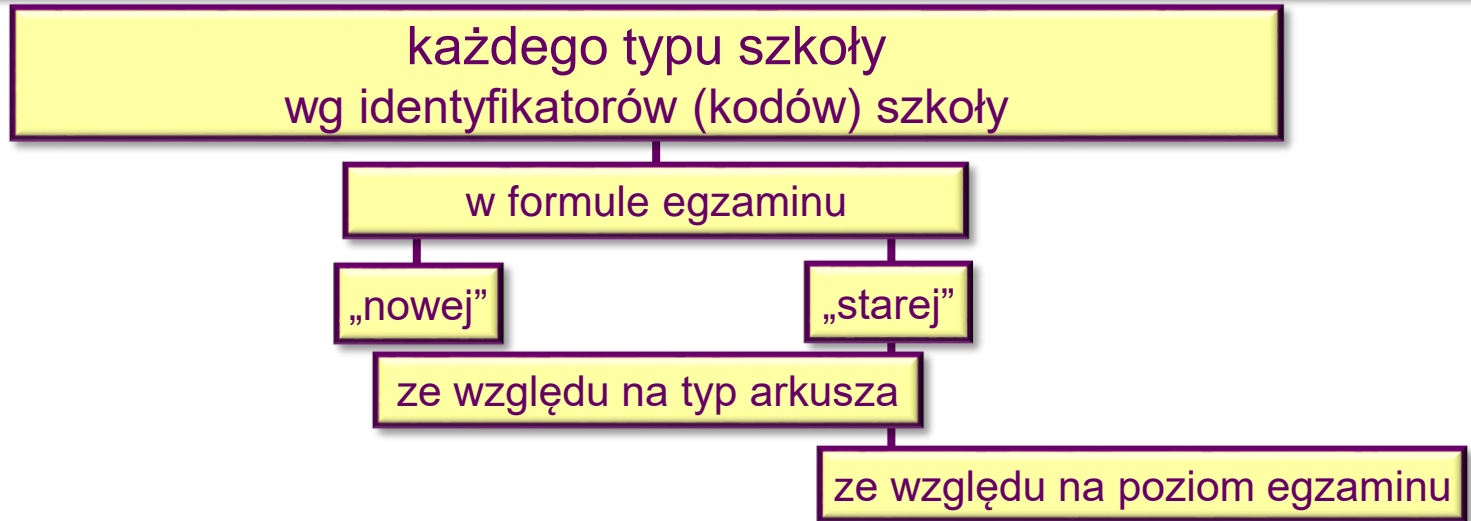 każdego typu szkoły
wg identyfikatorów (kodów) szkoły
w formule egzaminu
„nowej”
„starej”
ze względu na typ arkusza
ze względu na poziom egzaminu